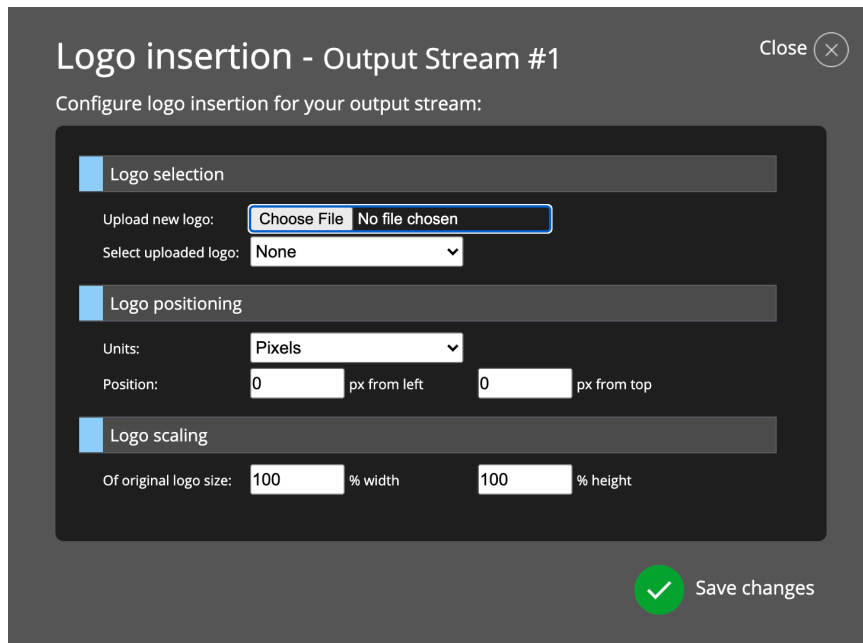 Logo insertion - Output Stream #1
Close
Configure logo insertion for your output stream:
Logo selection
Upload new logo: Choose File No file chosen
Select uploaded logo: None
Logo positioning
Units: Pixels
Position: 0 px from left 0 px from top
Logo scaling
Of original logo size: 100 % width 100 % height
Save changes